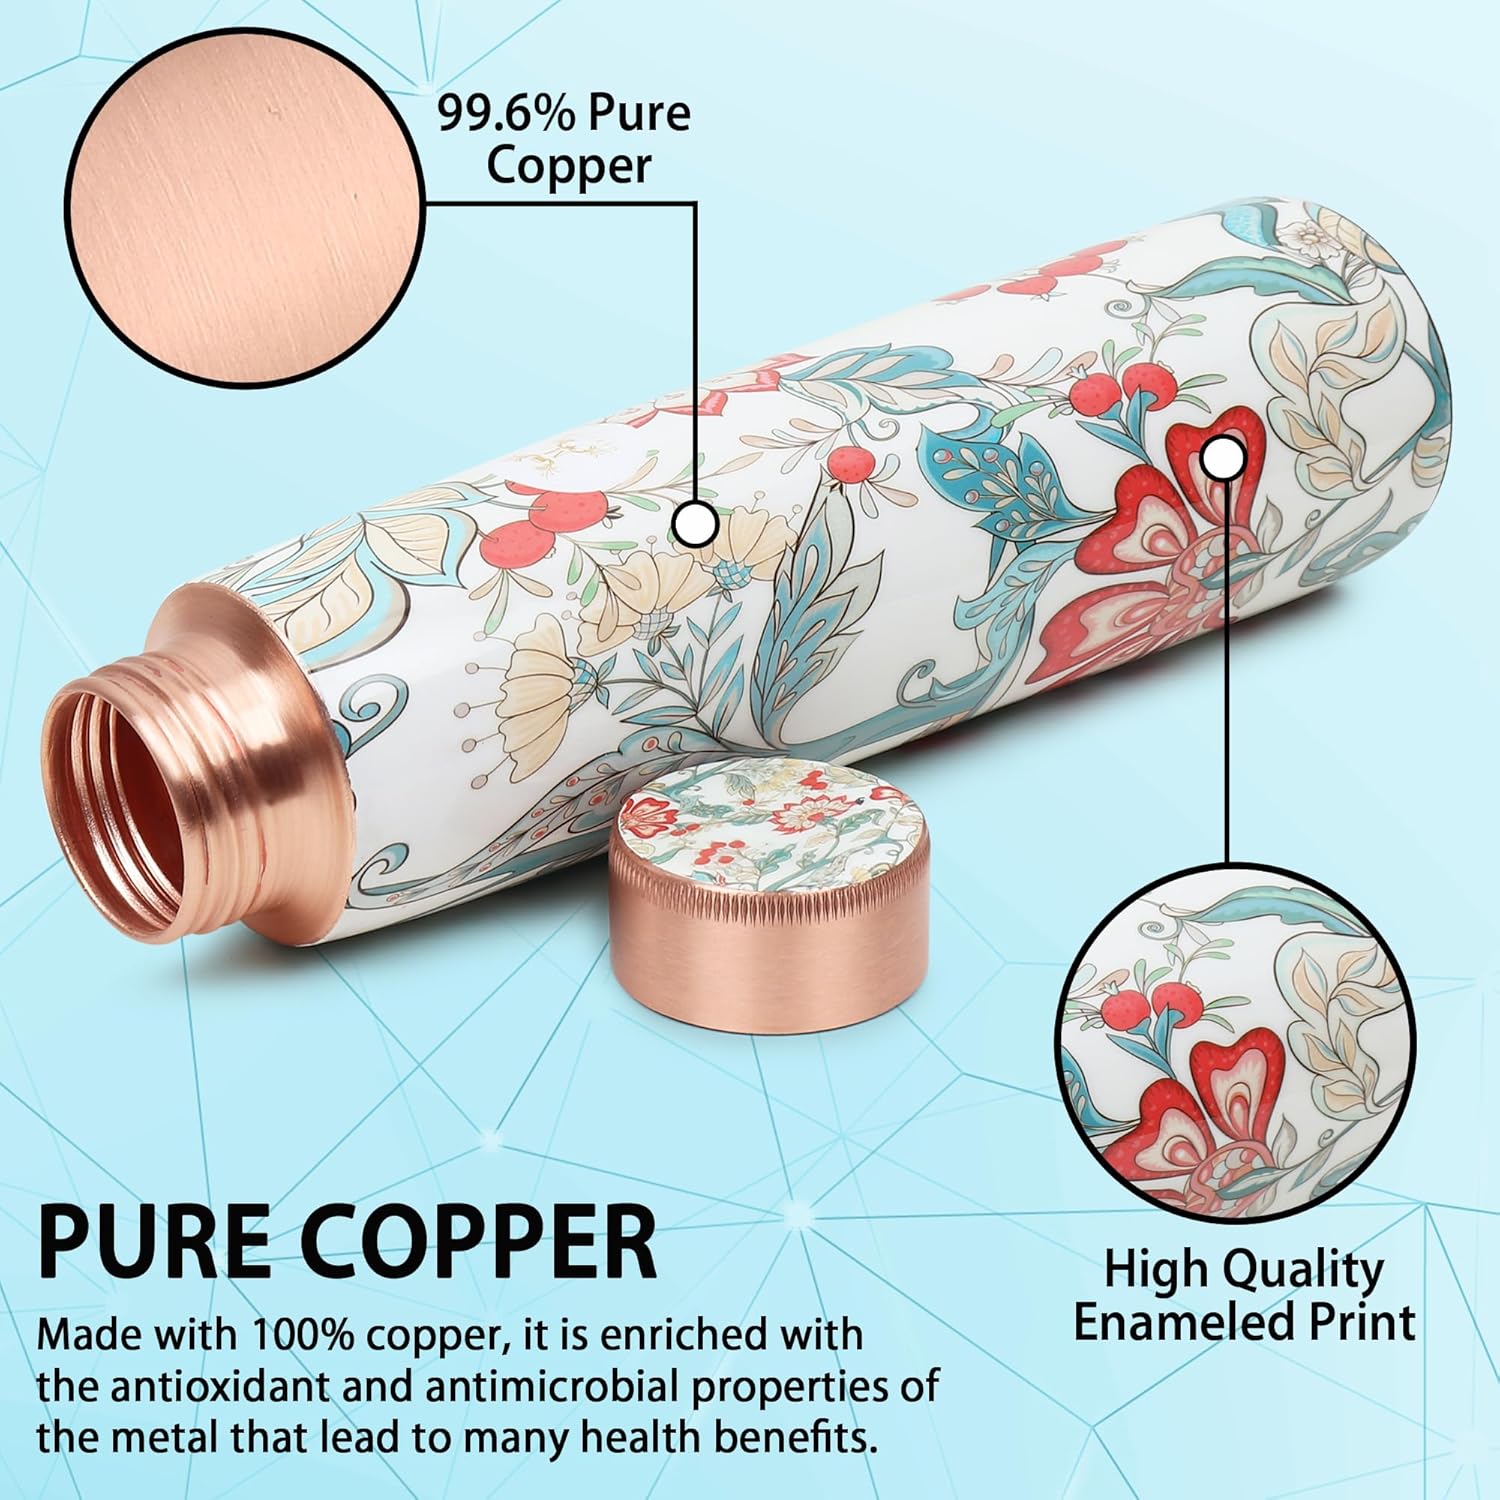 99.6% Pure
Copper
High Quality
Enameled Print
PURE COPPER
Made with 100% copper, it is enriched with
the antioxidant and antimicrobial properties of
the metal that lead to many health benefits.